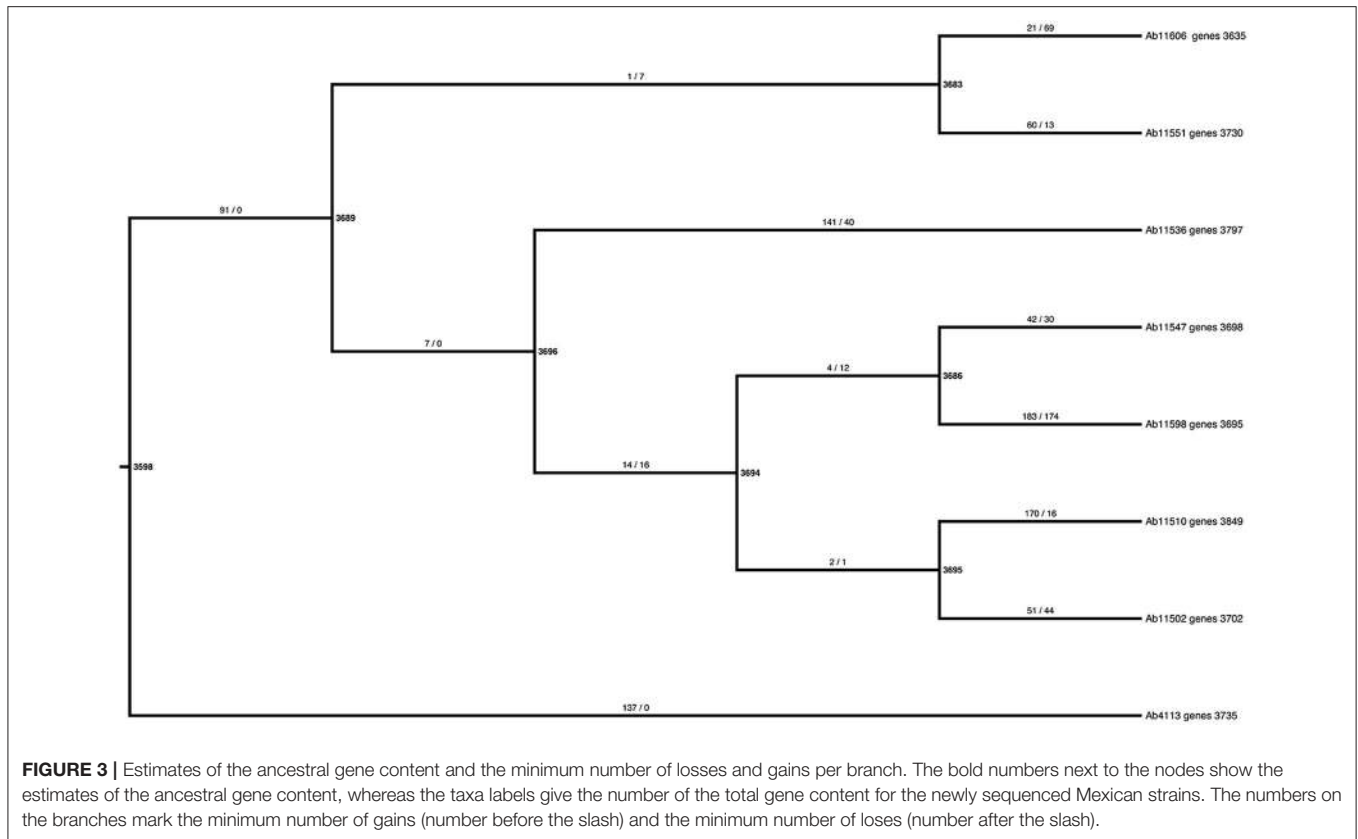 21 / 69
Ab11606 genes 3635
1 / 7
3683
60 / 13
Ab11551 genes 3730
91 / 0
3689
141 / 40
Ab11536 genes 3797
42 / 30
Ab11547 genes 3698
7 / 0
3696
4 / 12
3686
183 / 174
Ab11598 genes 3695
14 / 16
3694
3598
170 / 16
Ab11510 genes 3849
2 / 1
3695
51 / 44
Ab11502 genes 3702
137 / 0
Ab4113 genes 3735
FIGURE 3 | Estimates of the ancestral gene content and the minimum number of losses and gains per branch. The bold numbers next to the nodes show the
estimates of the ancestral gene content, whereas the taxa labels give the number of the total gene content for the newly sequenced Mexican strains. The numbers on
the branches mark the minimum number of gains (number before the slash) and the minimum number of loses (number after the slash).